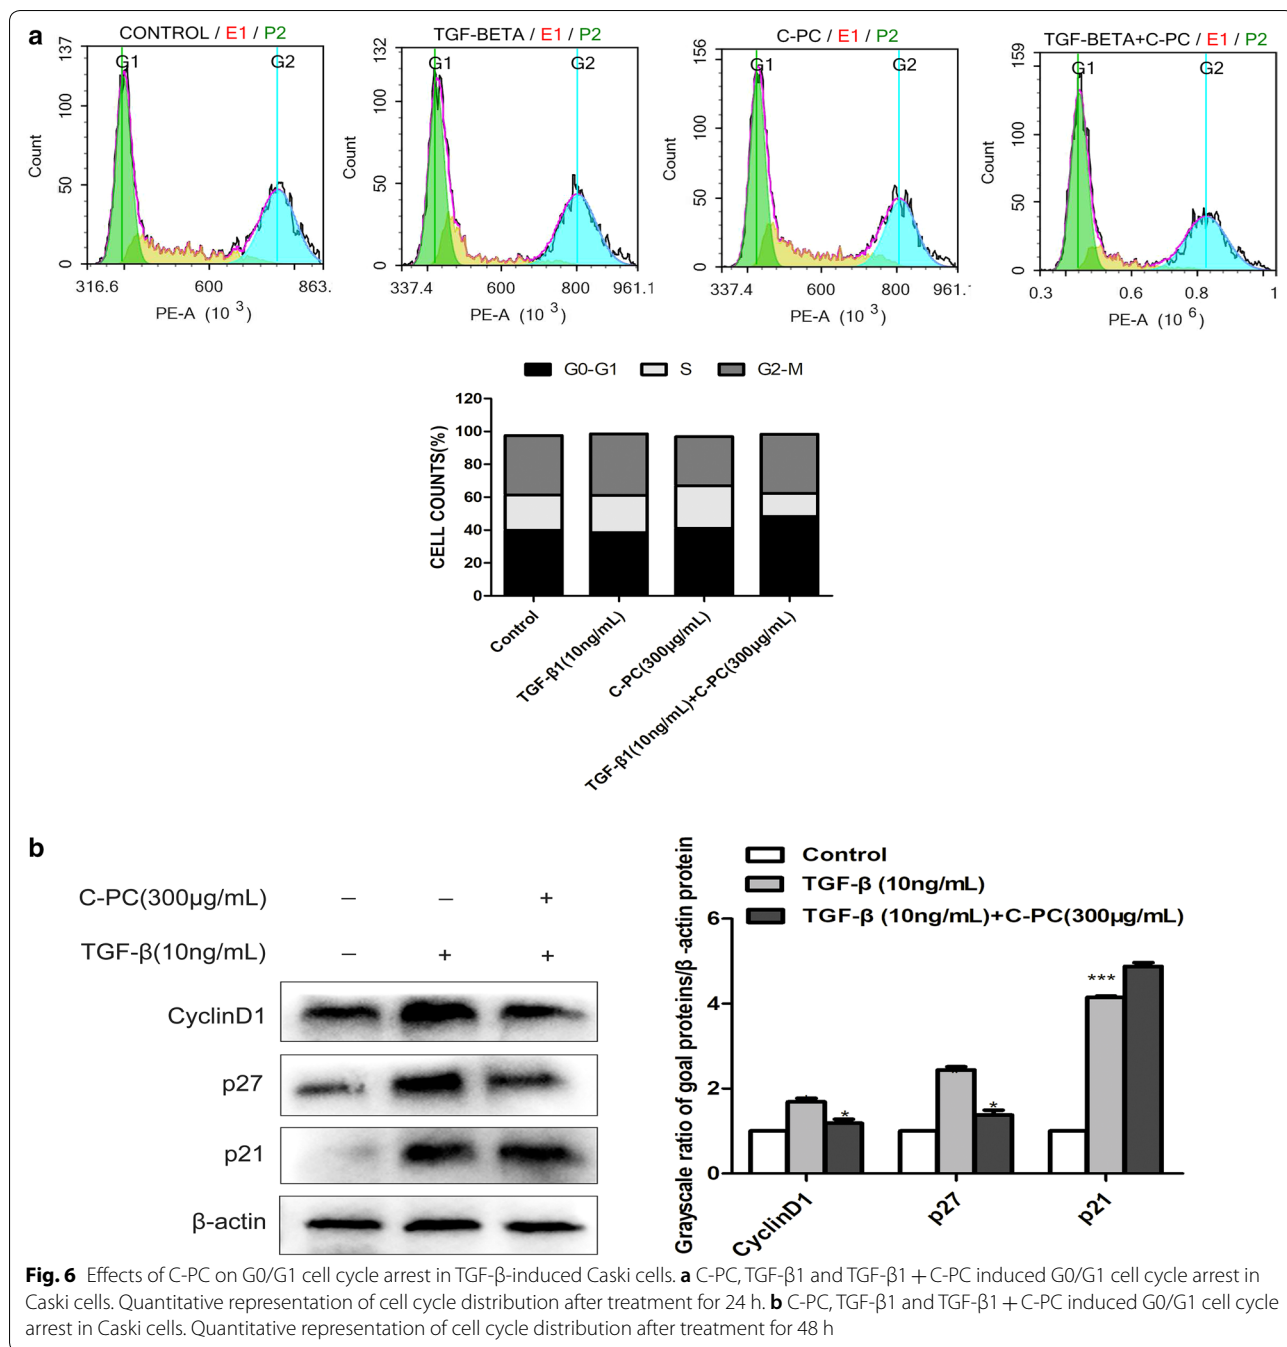 a
CONTROL / E1 / P2
137
G1
G2
100
50
0
Count
316.6
600
863.
PE-A (10 3)
TGF-BETA / E1 / P2
132
G1
G2
100
50
0
Count
337.4
600
800
961.1
PE-A (10 3)
C-PC / E1 / P2
156
G1
G2
100
50
0
Count
337.4
600
800
961.
PE-A (10 3)
TGF-BETA+C-PC / E1 / P2
159
G1
G2
100
50
0
Count
0.3
0.6
0.8
1
PE-A (10 6)
G0-G1
S
G2-M
120
100
80
60
40
20
0
CELL COUNTS(%)
Control
TGF-β1(10ng/mL)
C-PC(300μg/mL)
TGF-β1(10ng/mL)+C-PC(300μg/mL)
b
C-PC(300μg/mL) − − +
TGF-β(10ng/mL) − + +
CyclinD1
p27
p21
β-actin
Control
TGF-β (10ng/mL)
TGF-β (10ng/mL)+C-PC(300μg/mL)
Grayscale ratio of goal proteins/β -actin protein
6
4
2
0
*
*
***
CyclinD1
p27
p21
Fig. 6 Effects of C-PC on G0/G1 cell cycle arrest in TGF-β-induced Caski cells. a C-PC, TGF-β1 and TGF-β1 + C-PC induced G0/G1 cell cycle arrest in
Caski cells. Quantitative representation of cell cycle distribution after treatment for 24 h. b C-PC, TGF-β1 and TGF-β1 + C-PC induced G0/G1 cell cycle
arrest in Caski cells. Quantitative representation of cell cycle distribution after treatment for 48 h